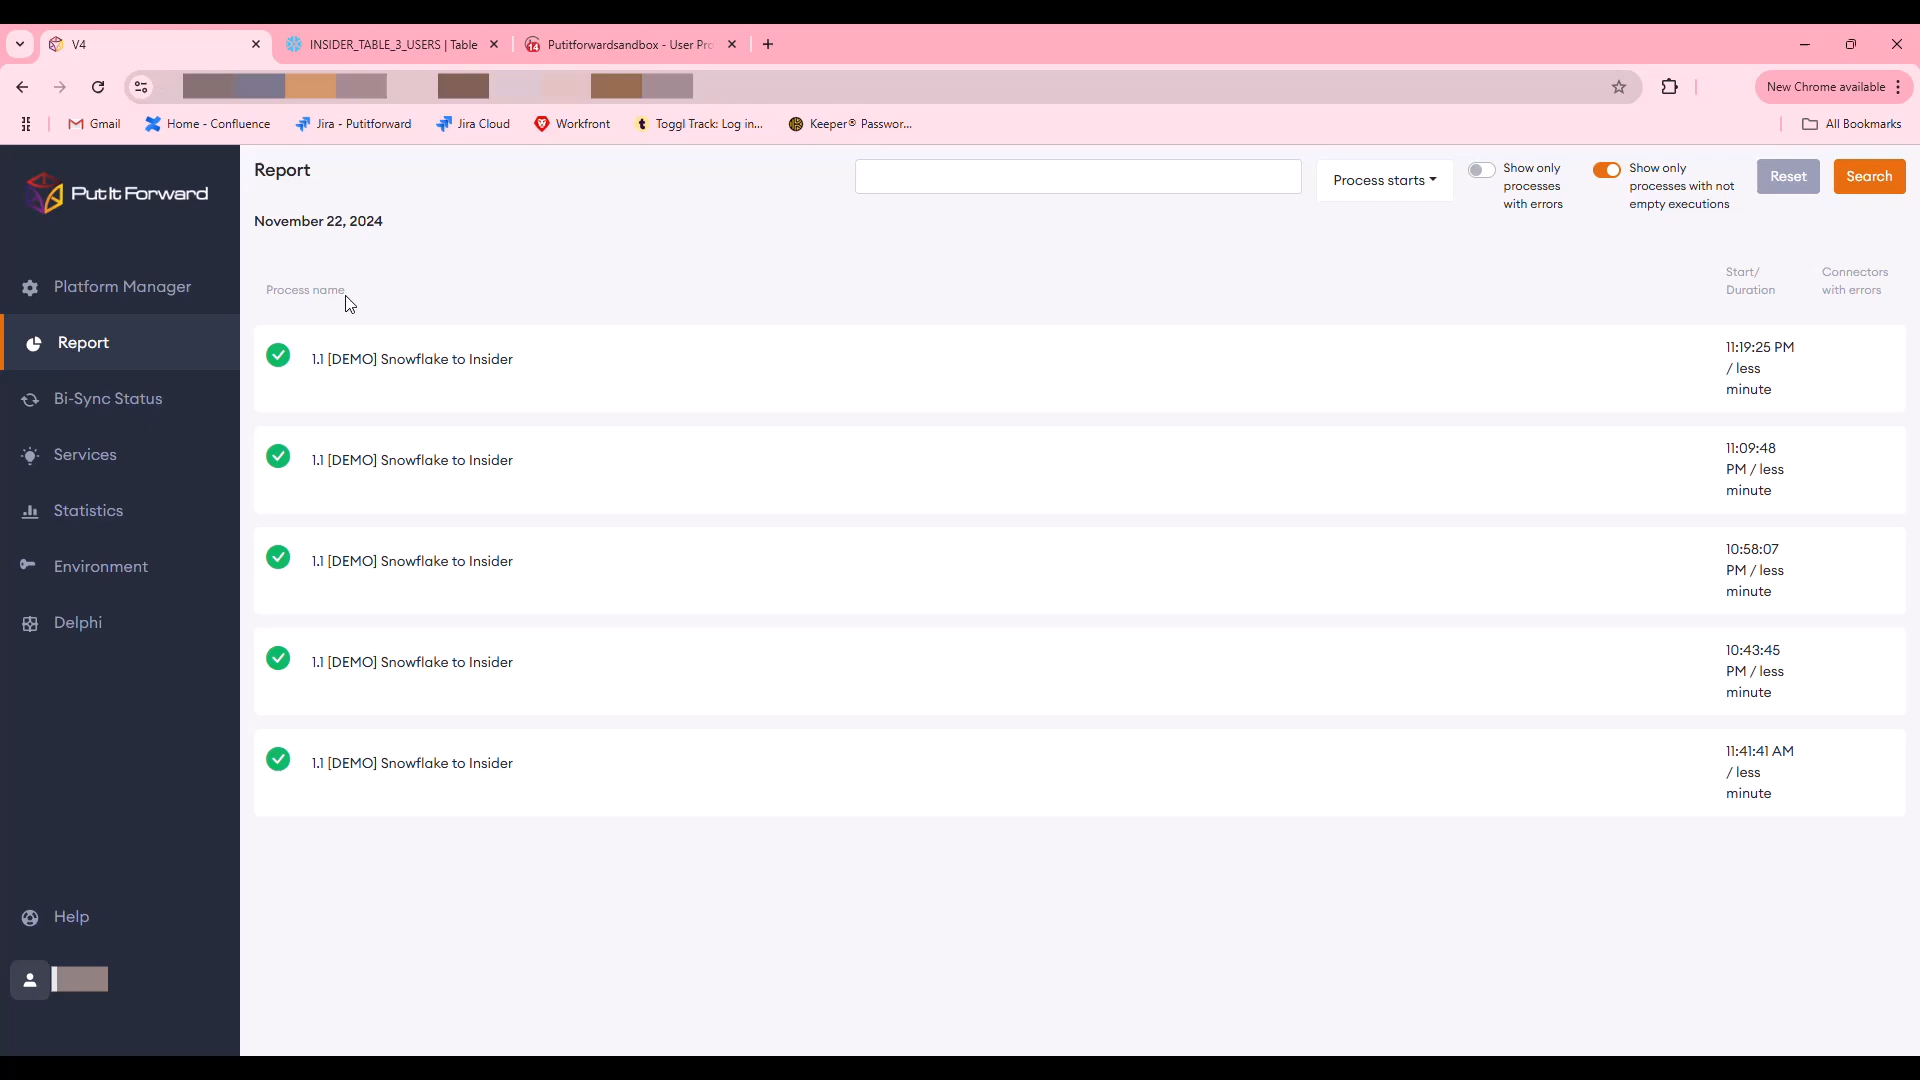 V4
INSIDER_TABLE_3_USERS | Table
14
Putitforwardsandbox - User Pro
New Chrome available
Gmail
Home - Confluence
Jira - Putitforward
Jira Cloud
Workfront
t
Toggl Track: Log in...
Keeper® Passwor...
All Bookmarks
PutItForward
Platform Manager
Report
Bi-Sync Status
Services
Statistics
Environment
Delphi
Help
Report
November 22, 2024
Process starts
Show only
processes
with errors
Show only
processes with not
empty executions
Reset
Search
Process name
Start/
Duration
Connectors
with errors
1.1 [DEMO] Snowflake to Insider
11:19:25 PM
/ less
minute
1.1 [DEMO] Snowflake to Insider
11:09:48
PM / less
minute
1.1 [DEMO] Snowflake to Insider
10:58:07
PM / less
minute
1.1 [DEMO] Snowflake to Insider
10:43:45
PM / less
minute
1.1 [DEMO] Snowflake to Insider
11:41:41 AM
/ less
minute